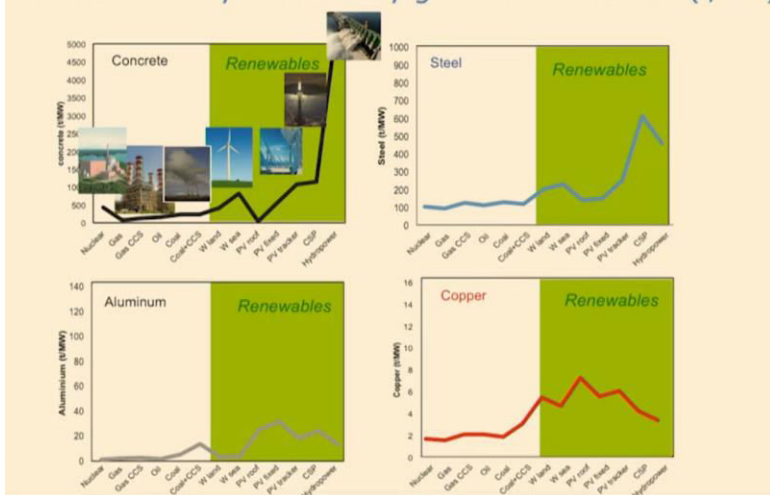 Concrete
Renewables
concrete (t/MW)
5000
4500
4000
3500
3000
1000
500
0
Nuclear
Gas
Gas CCS
Oil
Coal
Coal+CCS
W land
W sea
PV roof
PV fixed
PV tracker
CSP
Hydropower
Steel
Renewables
Steel (t/MW)
1000
900
800
700
600
500
400
300
200
100
0
Nuclear
Gas
Gas CCS
Oil
Coal
Coal+CCS
W land
W sea
PV roof
PV fixed
PV tracker
CSP
Hydropower
Aluminum
Renewables
Aluminium (t/MW)
140
120
100
80
60
40
20
0
Nuclear
Gas
Gas CCS
Oil
Coal
Coal+CCS
W land
W sea
PV roof
PV fixed
PV tracker
CSP
Hydropower
Copper
Renewables
Copper (t/MW)
16
14
12
10
8
6
4
2
0
Nuclear
Gas
Gas CCS
Oil
Coal
Coal+CCS
W land
W sea
PV roof
PV fixed
PV tracker
CSP
Hydropower